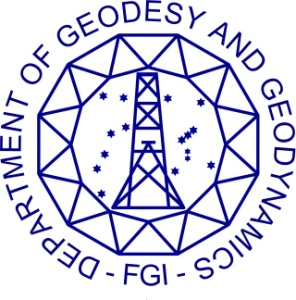 DEPARTMENT OF GEODESY AND GEODYNAMICS
- FGI -